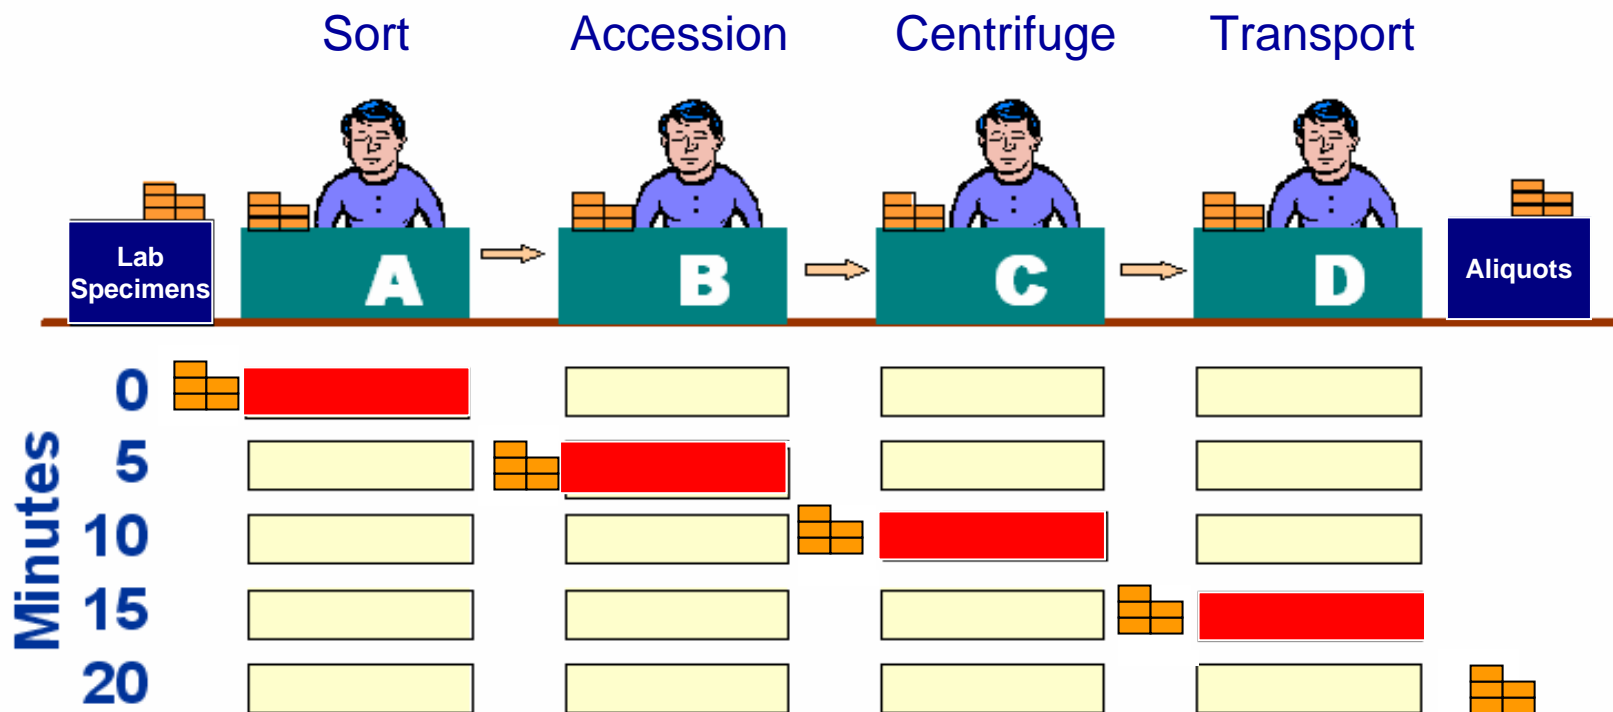 Sort Accession Centrifuge Transport
Lab
Specimens
A B C D
Aliquots
Minutes
0
5
10
15
20